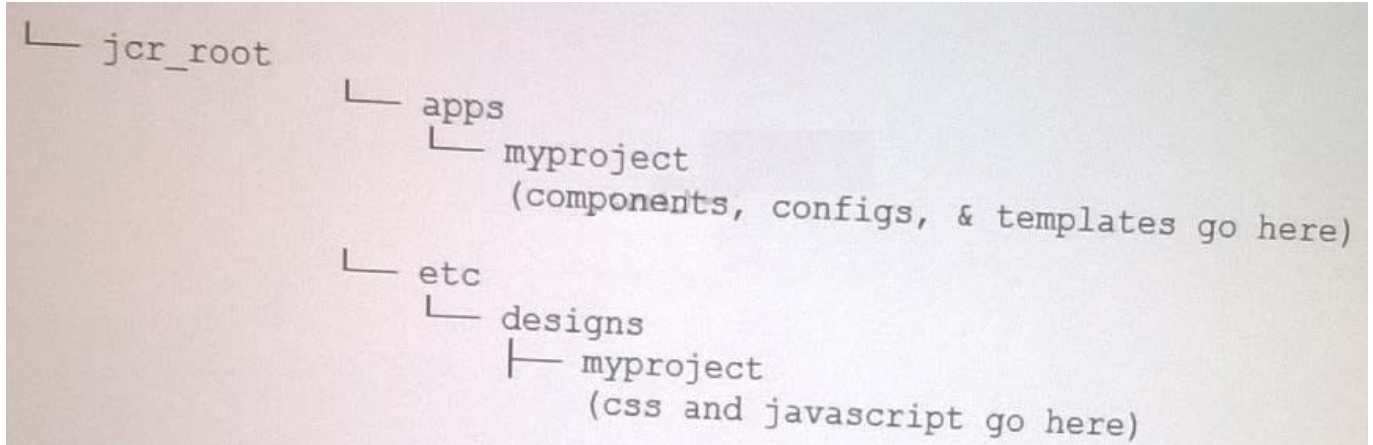 jcr_root
apps
myproject
(components, configs, & templates go here)
etc
designs
myproject
(css and javascript go here)